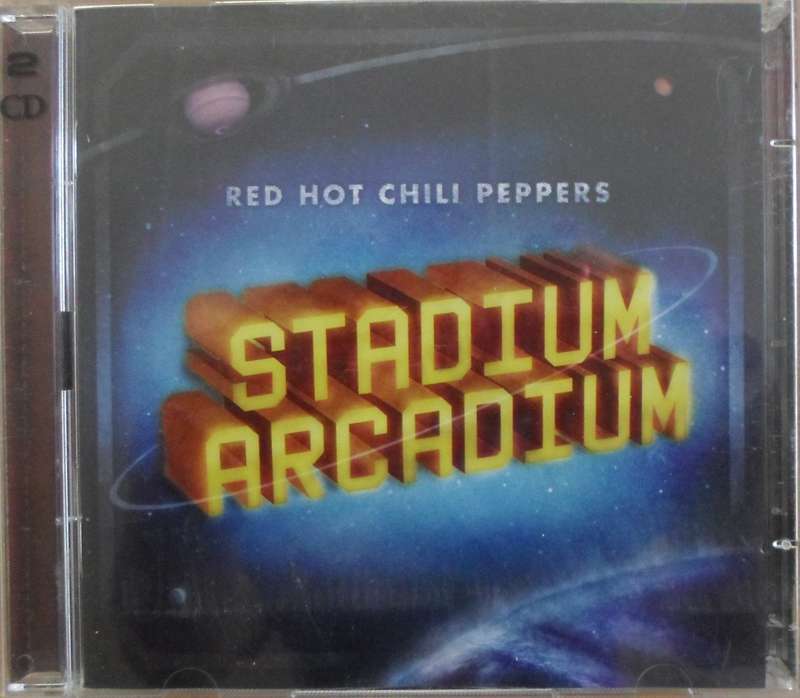 2
CD
RED HOT CHILI PEPPERS
STADIUM
ARCADIUM